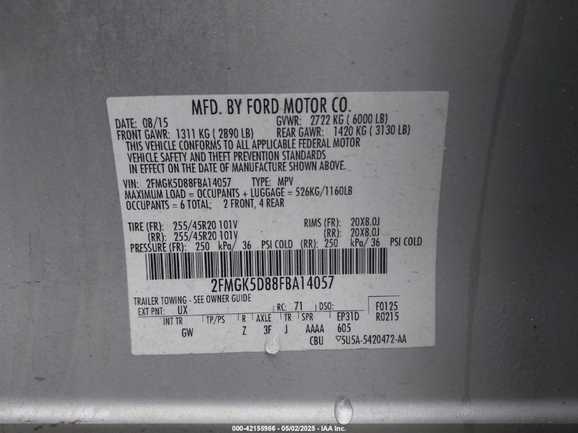 MFD. BY FORD MOTOR CO.
DATE: 08/15 GVWR: 2722 KG ( 6000 LB)
FRONT GAWR: 1311 KG ( 2890 LB) REAR GAWR: 1420 KG ( 3130 LB)
THIS VEHICLE CONFORMS TO ALL APPLICABLE FEDERAL MOTOR
VEHICLE SAFETY AND THEFT PREVENTION STANDARDS
IN EFFECT ON THE DATE OF MANUFACTURE SHOWN ABOVE.
VIN: 2FMGK5D88FBA14057 TYPE: MPV
MAXIMUM LOAD = OCCUPANTS + LUGGAGE = 526KG/1160LB
OCCUPANTS = 6 TOTAL; 2 FRONT, 4 REAR
TIRE (FR): 255/45R20 101V RIMS (FR): 20X8.0J
(RR): 255/45R20 101V (RR): 20X8.0J
PRESSURE (FR): 250 kPa/ 36 PSI COLD (RR): 250 kPa/ 36 PSI COLD
2FMGK5D88FBA14057
TRAILER TOWING - SEE OWNER GUIDE
EXT PNT: UX RC: 71 DSO: F0125
INT TR TP/PS R AXLE TR SPR EP31D R0215
GW Z 3F J AAAA 605
CBU ▽5U5A-5420472-AA
000-42155966 - 05/02/2025 - IAA Inc.